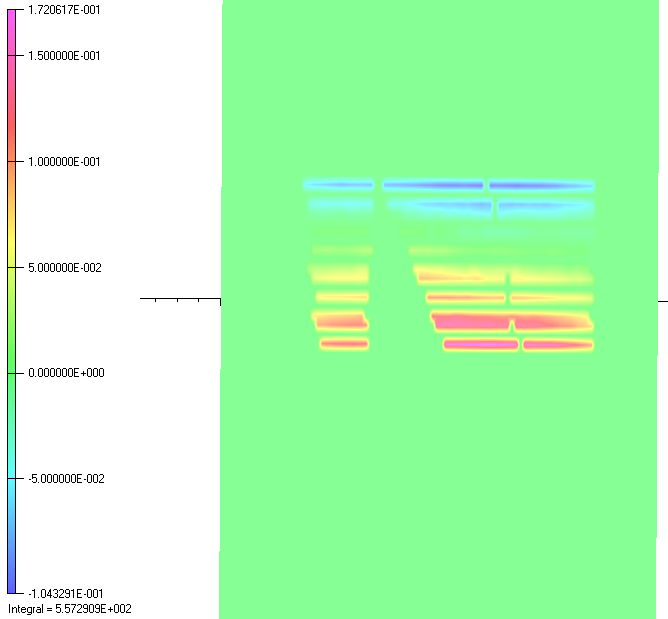 1.720617E-001
1.500000E-001
1.000000E-001
5.000000E-002
0.000000E+000
-5.000000E-002
-1.043291E-001
Integral = 5.572909E+002